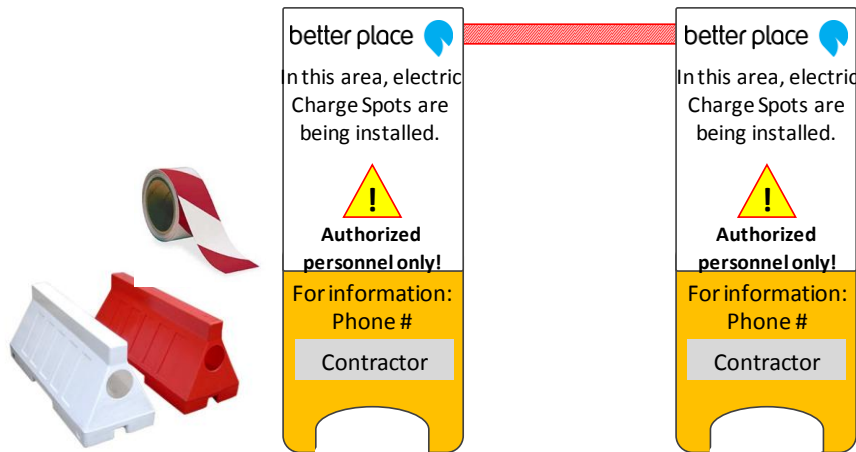 better place
In this area, electric
Charge Spots are
being installed.
!
Authorized
personnel only!
For information:
Phone #
Contractor
better place
In this area, electric
Charge Spots are
being installed.
!
Authorized
personnel only!
For information:
Phone #
Contractor